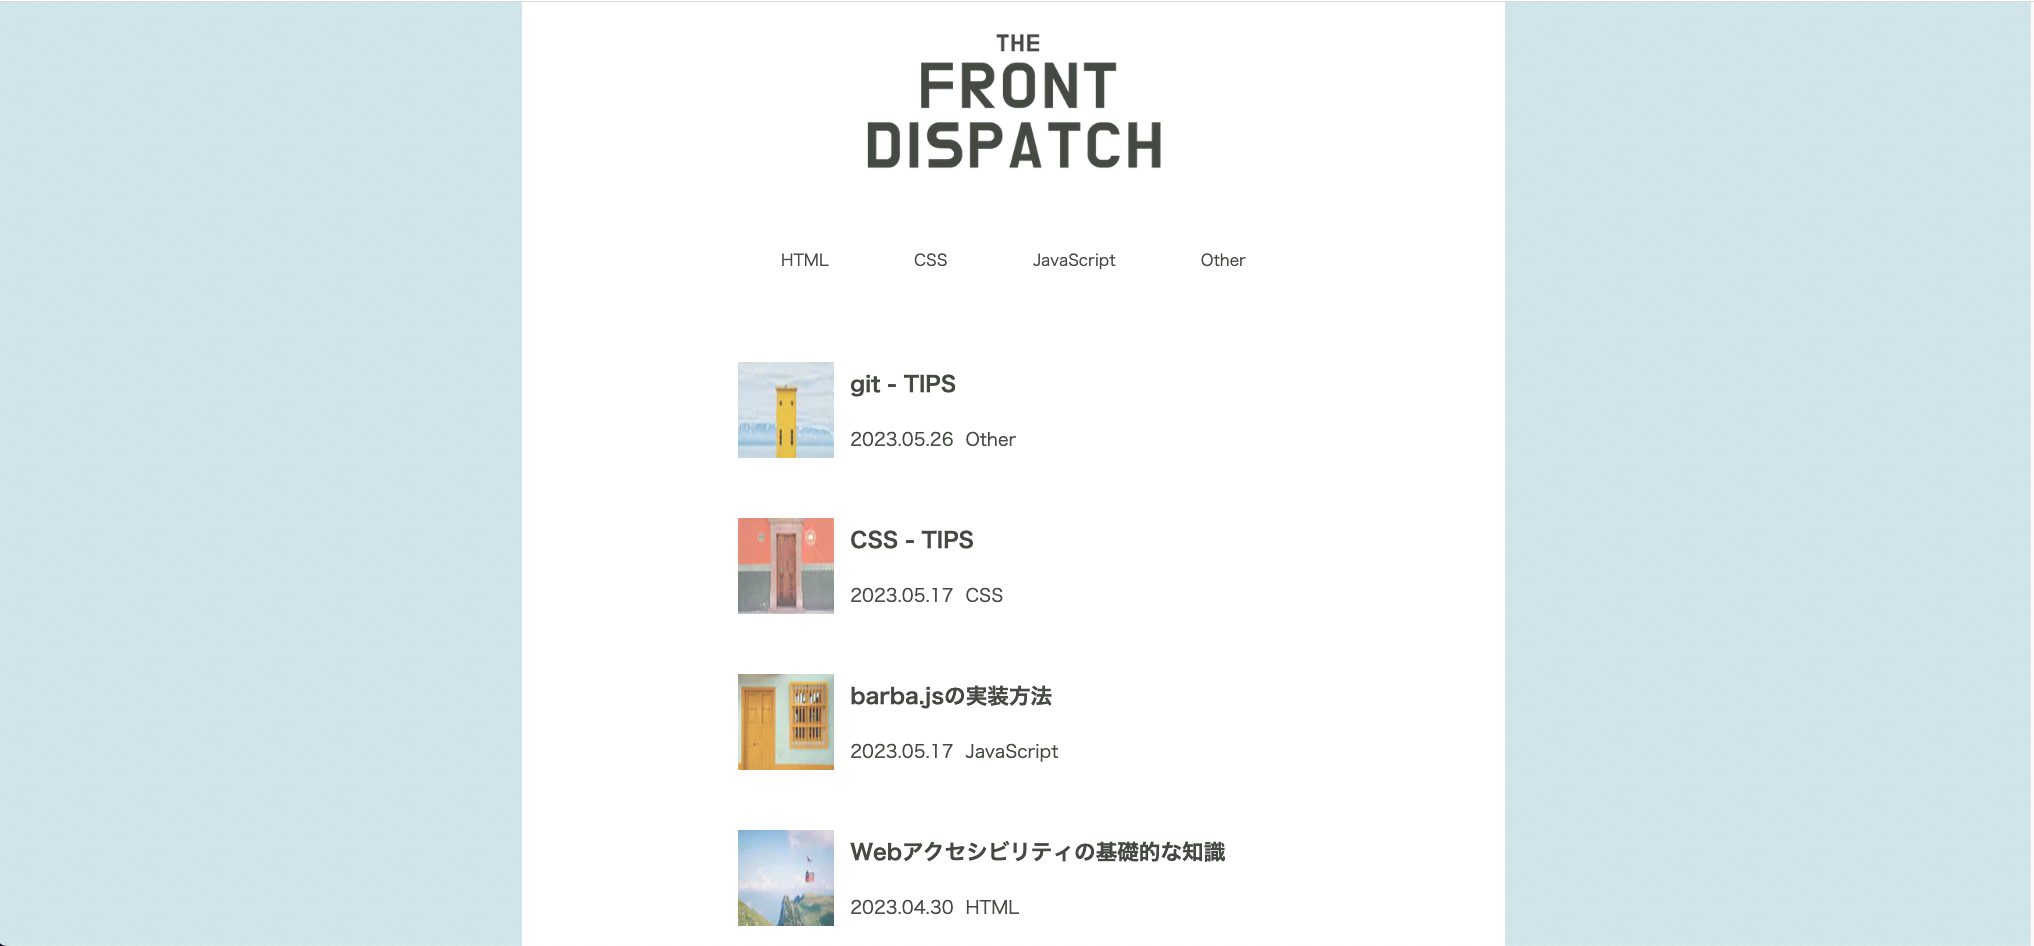 THE
FRONT
DISPATCH
HTML CSS JavaScript Other
git - TIPS
2023.05.26 Other
CSS - TIPS
2023.05.17 CSS
barba.jsの実装方法
2023.05.17 JavaScript
Webアクセシビリティの基礎的な知識
2023.04.30 HTML